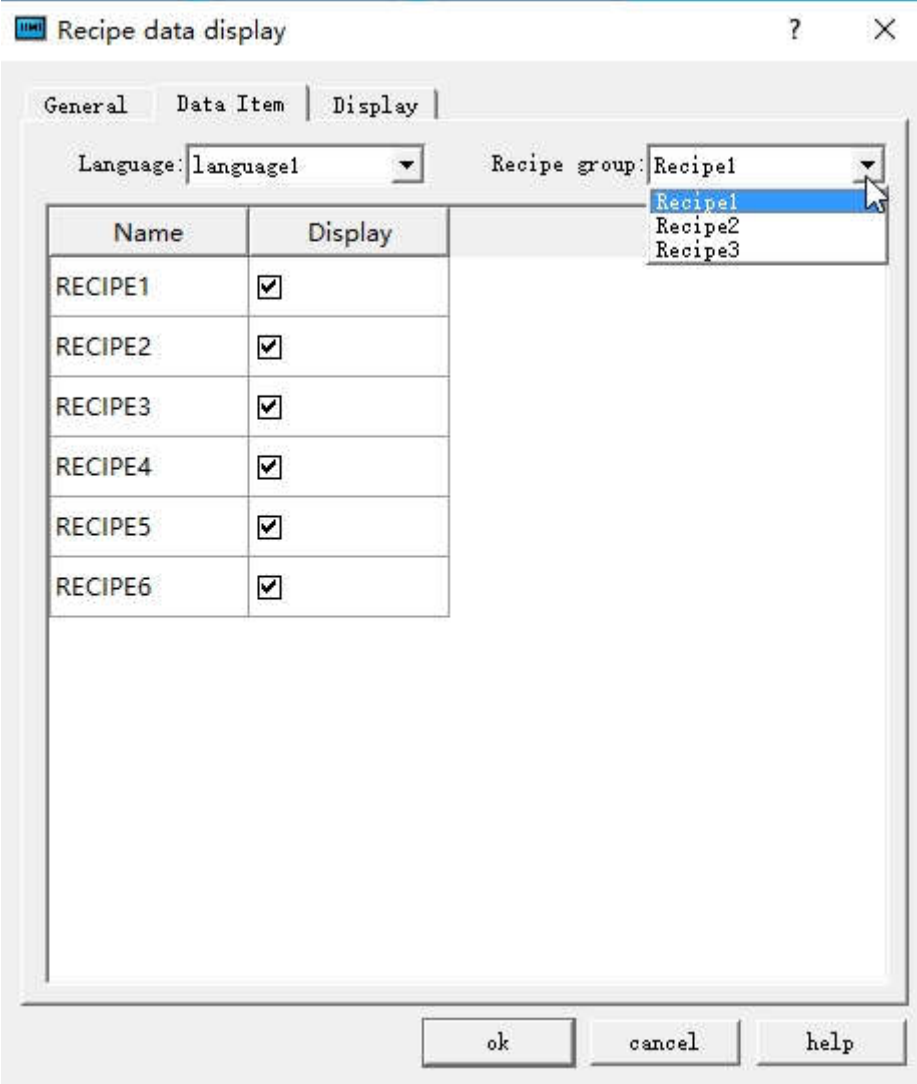 HMI Recipe data display ? ×
General Data Item Display
Language: language1 Recipe group: Recipe1
Recipe1
Recipe2
Recipe3
Name Display
RECIPE1
RECIPE2
RECIPE3
RECIPE4
RECIPE5
RECIPE6
ok cancel help